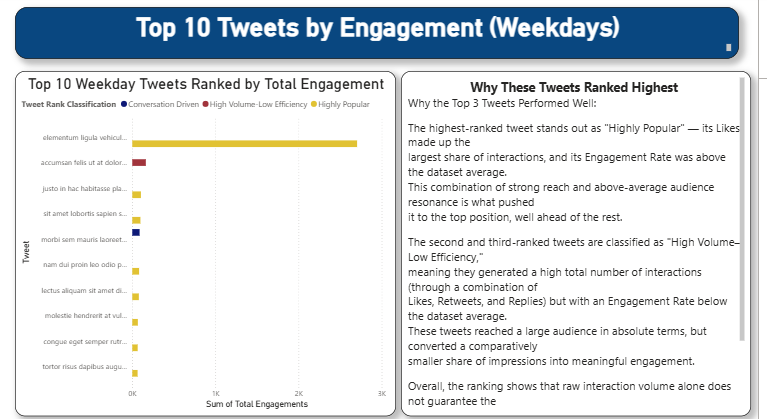 Top 10 Tweets by Engagement (Weekdays)
Top 10 Weekday Tweets Ranked by Total Engagement
Tweet Rank Classification Conversation Driven High Volume-Low Efficiency Highly Popular
elementum ligula vehicul...
accumsan felis ut at dolor...
justo in hac habitasse pla...
sit amet lobortis sapien s...
morbi sem mauris laoreet...
nam dui proin leo odio p...
lectus aliquam sit amet di...
molestie hendrerit at vul...
congue eget semper rutr...
tortor risus dapibus augu...
Tweet
0K 1K 2K 3K
Sum of Total Engagements
Why These Tweets Ranked Highest
Why the Top 3 Tweets Performed Well:
The highest-ranked tweet stands out as "Highly Popular" — its Likes
made up the
largest share of interactions, and its Engagement Rate was above
the dataset average.
This combination of strong reach and above-average audience
resonance is what pushed
it to the top position, well ahead of the rest.
The second and third-ranked tweets are classified as "High Volume–
Low Efficiency,"
meaning they generated a high total number of interactions
(through a combination of
Likes, Retweets, and Replies) but with an Engagement Rate below
the dataset average.
These tweets reached a large audience in absolute terms, but
converted a comparatively
smaller share of impressions into meaningful engagement.
Overall, the ranking shows that raw interaction volume alone does
not guarantee the